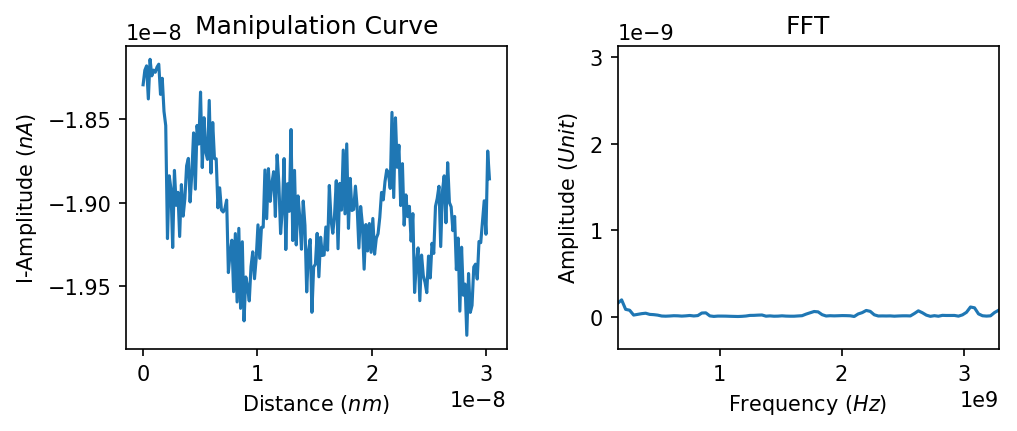 Manipulation Curve
1e−8
I-Amplitude (nA)
−1.85
−1.90
−1.95
0 1 2 3
1e−8
Distance (nm)
FFT
1e−9
Amplitude (Unit)
3
2
1
0
1 2 3
1e9
Frequency (Hz)